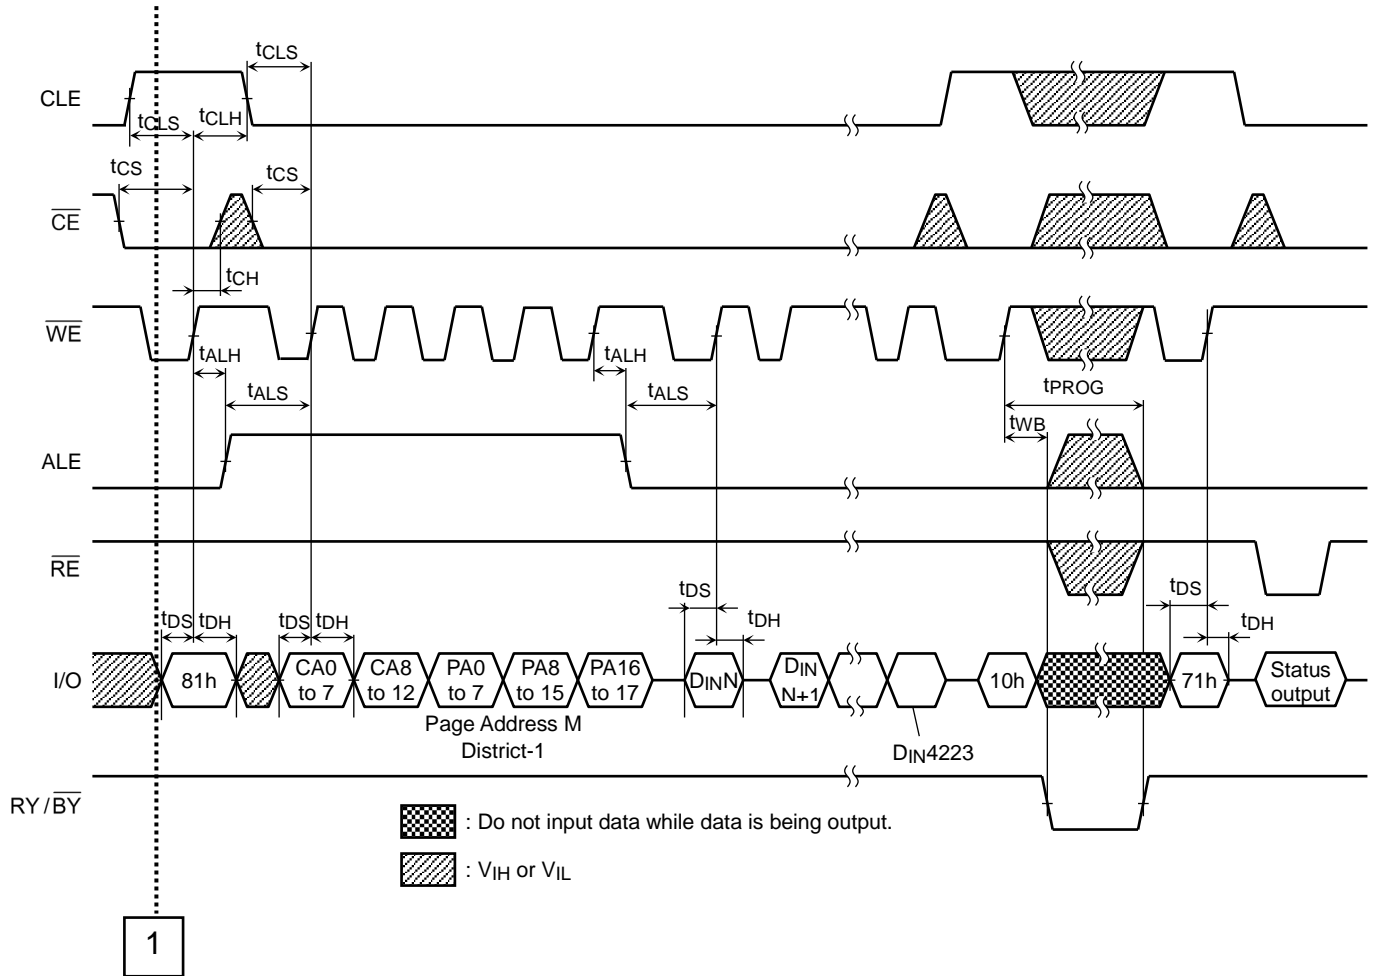 tCLS
CLE
tCLS tCLH
tCS tCS
CE
tCH
WE
tALH tALH
tALS tALS tPROG
tWB
ALE
RE
tDS tDH tDS tDH tDS tDH tDS tDH
I/O 81h CA0 to 7 CA8 to 12 PA0 to 7 PA8 to 15 PA16 to 17 DINN DIN N+1 10h 71h Status output
Page Address M
District-1
DIN4223
RY/BY
: Do not input data while data is being output.
: VIH or VIL
1